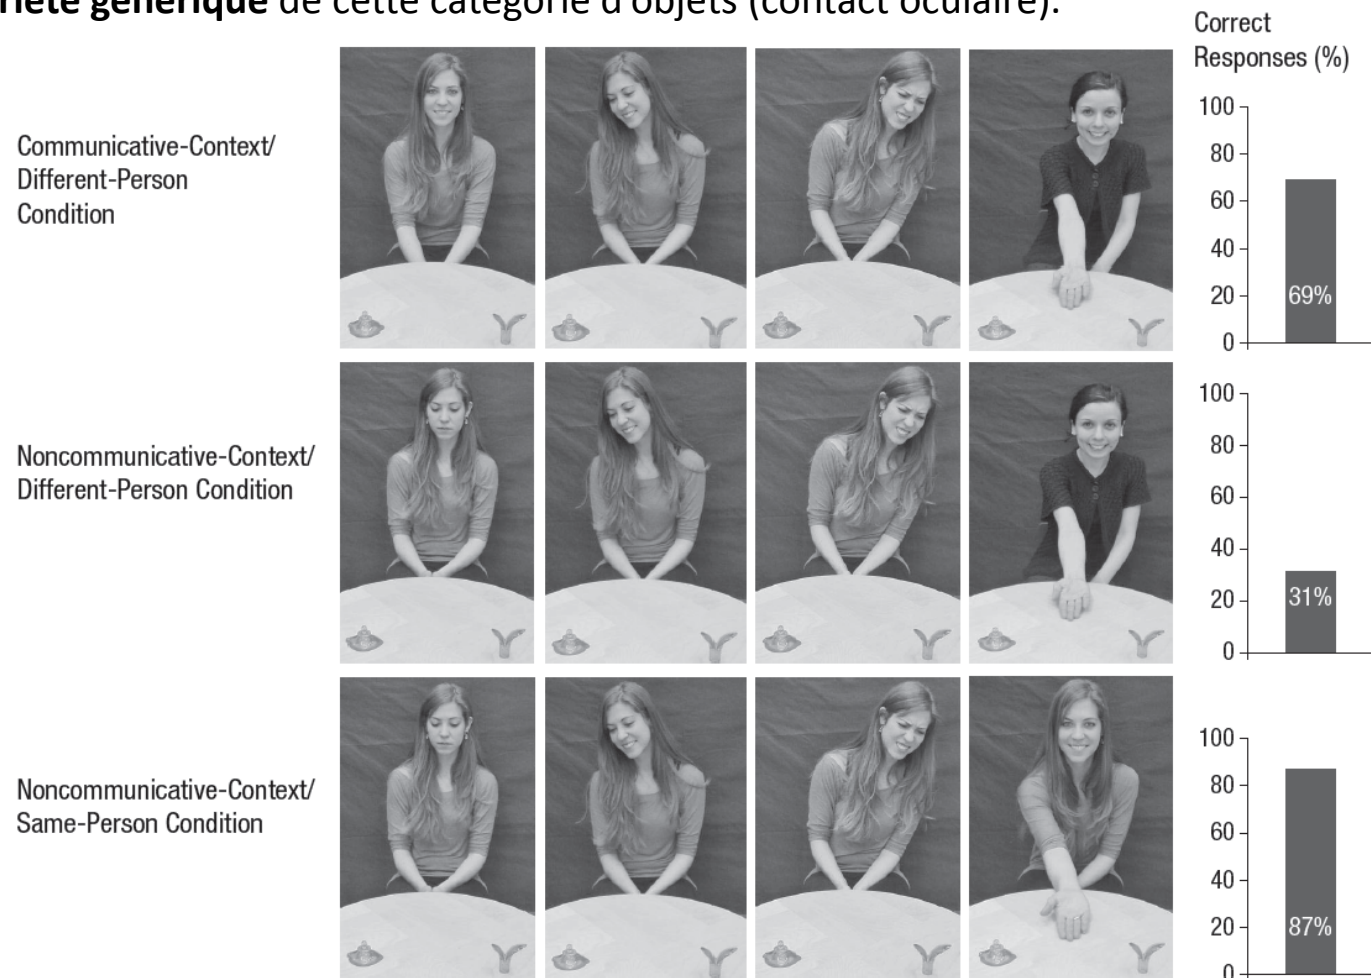 riété générique de cette catégorie d'objets (contact oculaire).
Correct
Responses (%)
Communicative-Context/
Different-Person
Condition
100
80
60
40
20
0
69%
Noncommunicative-Context/
Different-Person Condition
100
80
60
40
20
0
31%
Noncommunicative-Context/
Same-Person Condition
100
80
60
40
20
0
87%